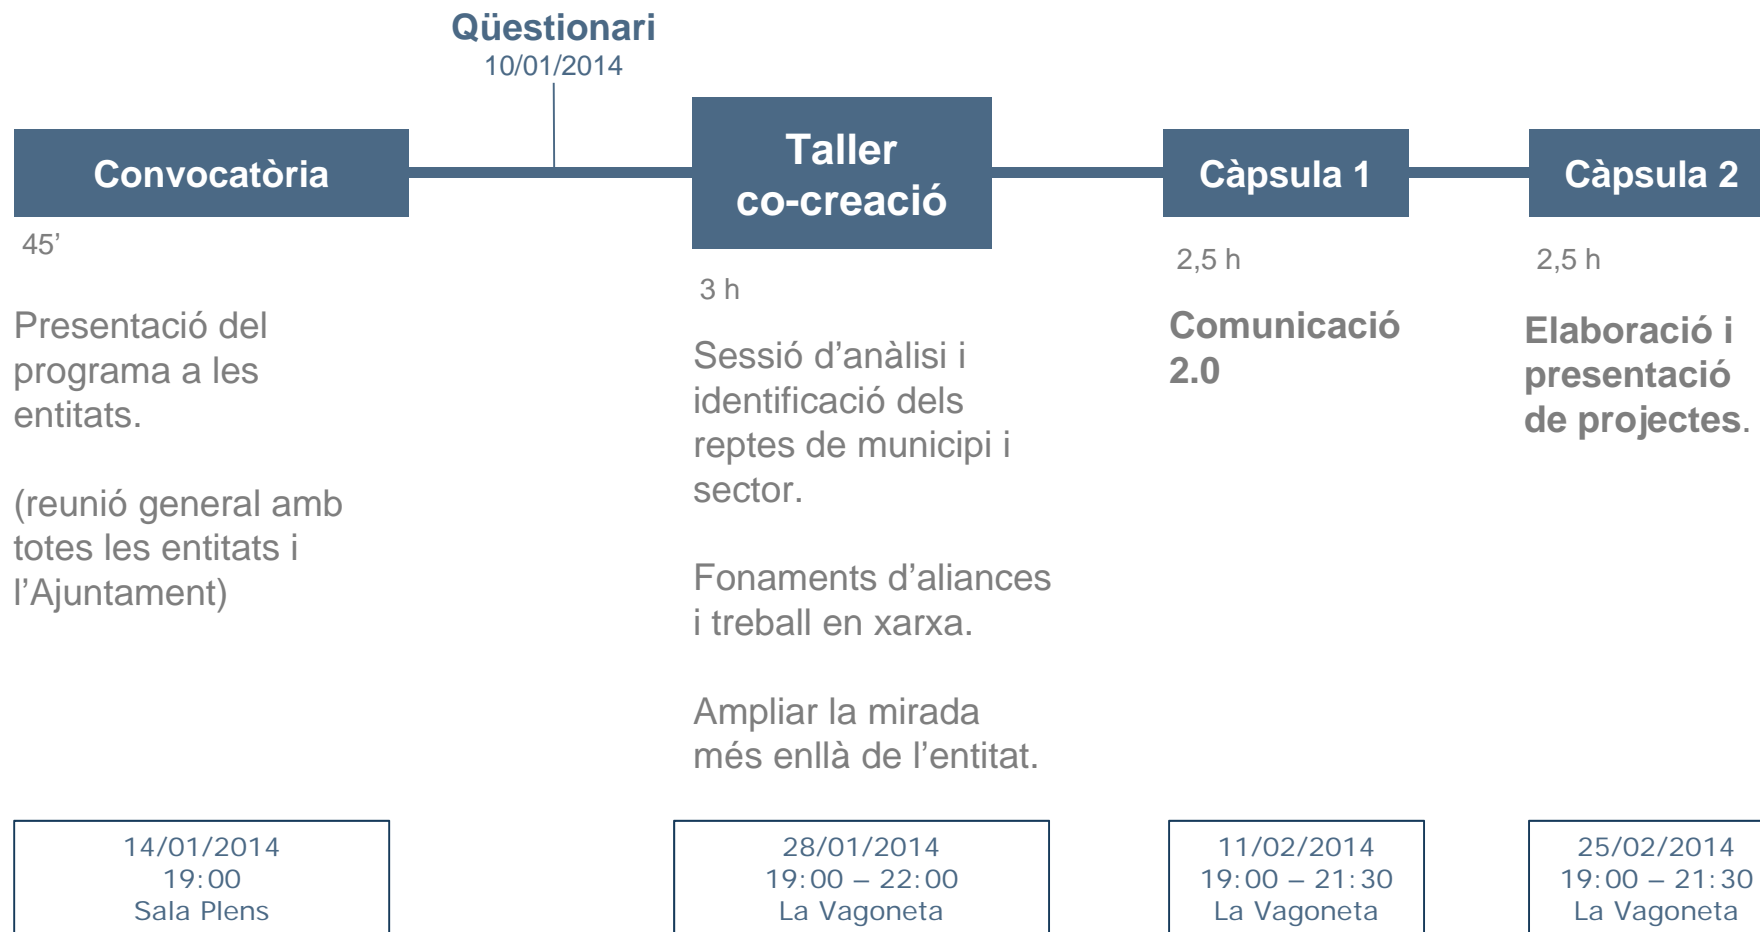 Qüestionari
10/01/2014
Convocatòria
45’
Presentació del
programa a les
entitats.
(reunió general amb
totes les entitats i
l’Ajuntament)
14/01/2014
19:00
Sala Plens
Taller
co-creació
3 h
Sessió d’anàlisi i
identificació dels
reptes de municipi i
sector.
Fonaments d’aliances
i treball en xarxa.
Ampliar la mirada
més enllà de l’entitat.
28/01/2014
19:00 – 22:00
La Vagoneta
Càpsula 1
2,5 h
Comunicació
2.0
11/02/2014
19:00 – 21:30
La Vagoneta
Càpsula 2
2,5 h
Elaboració i
presentació
de projectes.
25/02/2014
19:00 – 21:30
La Vagoneta